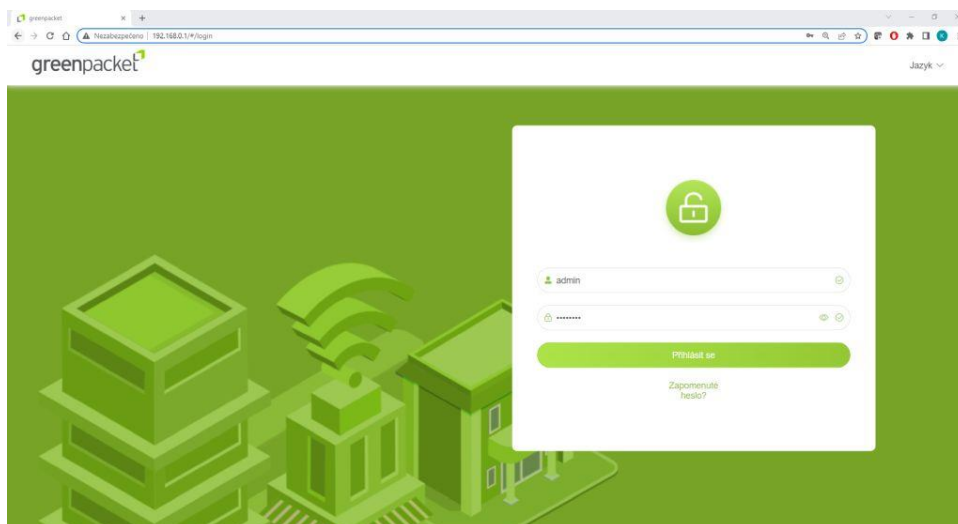 greenpacket
Nezabezpečeno | 192.168.0.1/#/login
greenpacket
Jazyk
admin
Přihlásit se
Zapomenuté
heslo?